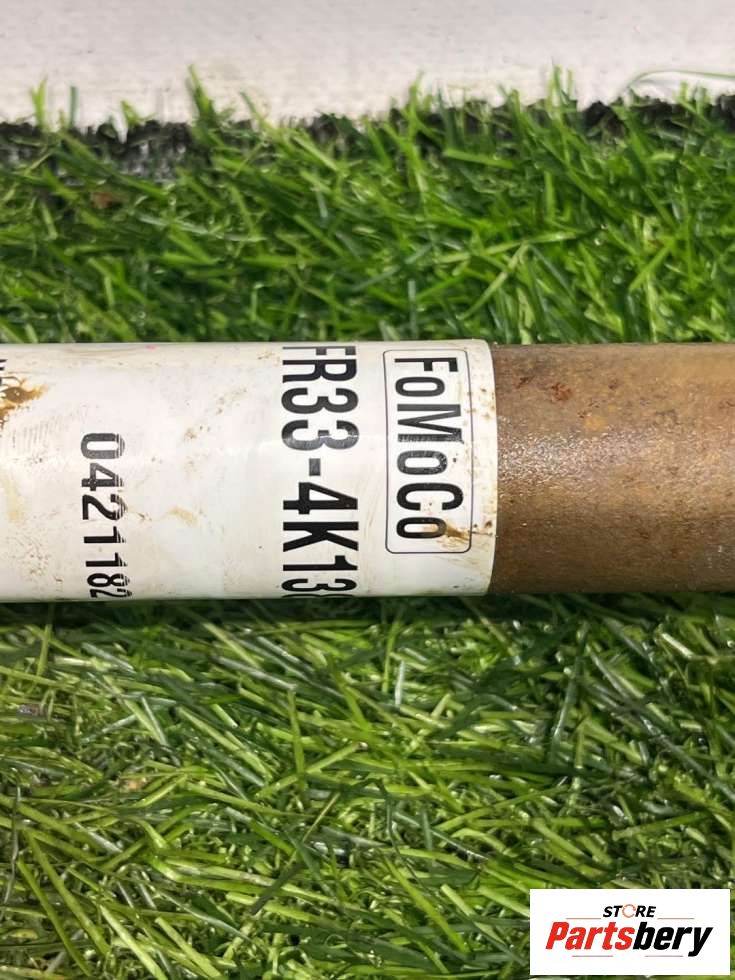 FoMoCo
FR33-4K13
0421182
STORE
Partsbery